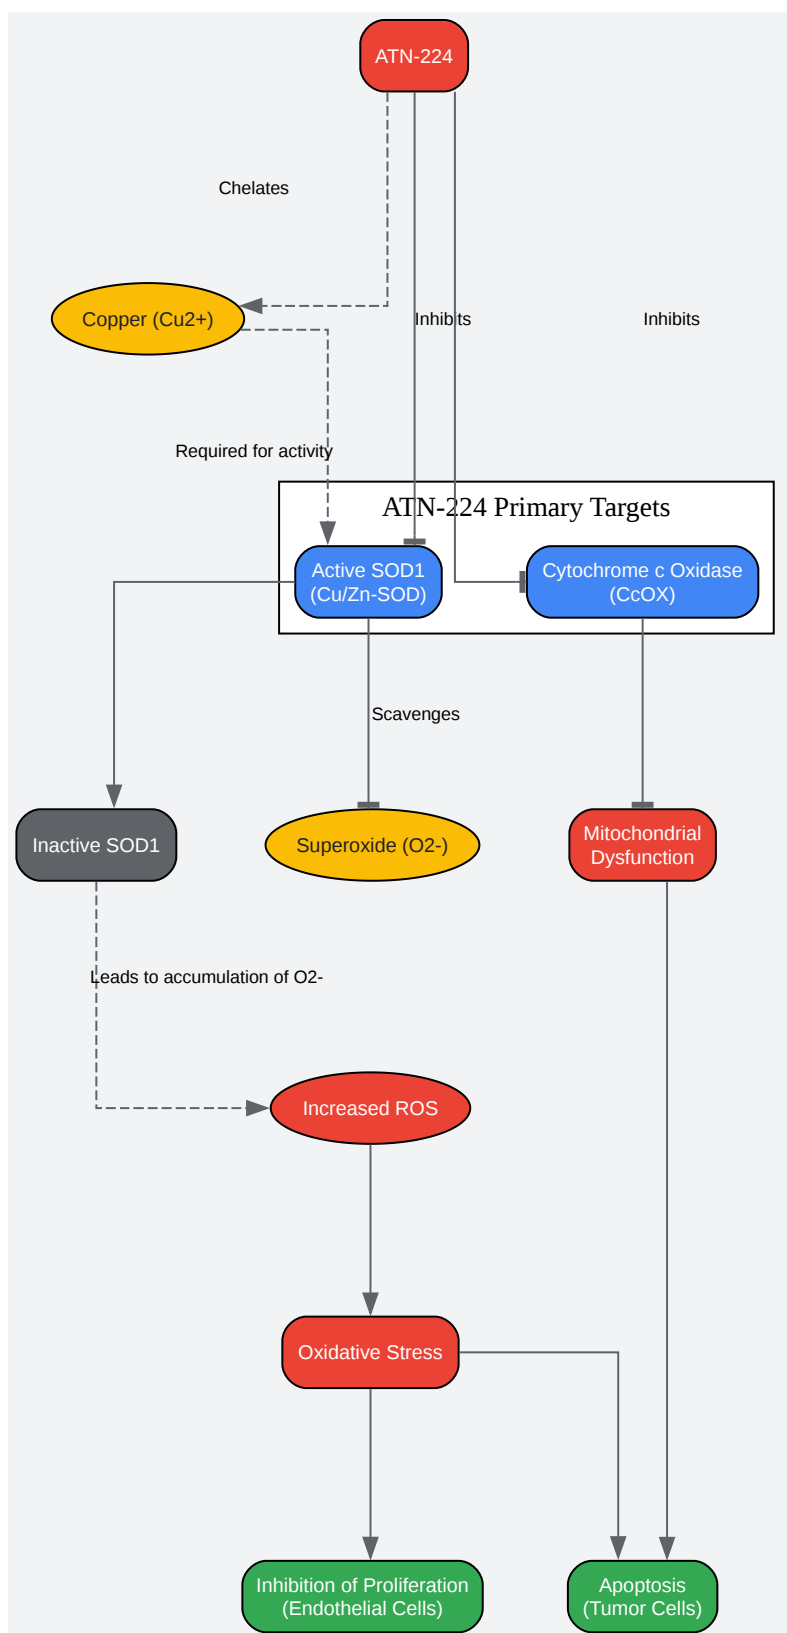 ATN-224
Chelates
Copper (Cu2+)
Inhibits
Inhibits
Required for activity
ATN-224 Primary Targets
Active SOD1
(Cu/Zn-SOD)
Cytochrome c Oxidase
(CcOX)
Scavenges
Inactive SOD1
Superoxide (O2-)
Mitochondrial
Dysfunction
Leads to accumulation of O2-
Increased ROS
Oxidative Stress
Inhibition of Proliferation
(Endothelial Cells)
Apoptosis
(Tumor Cells)